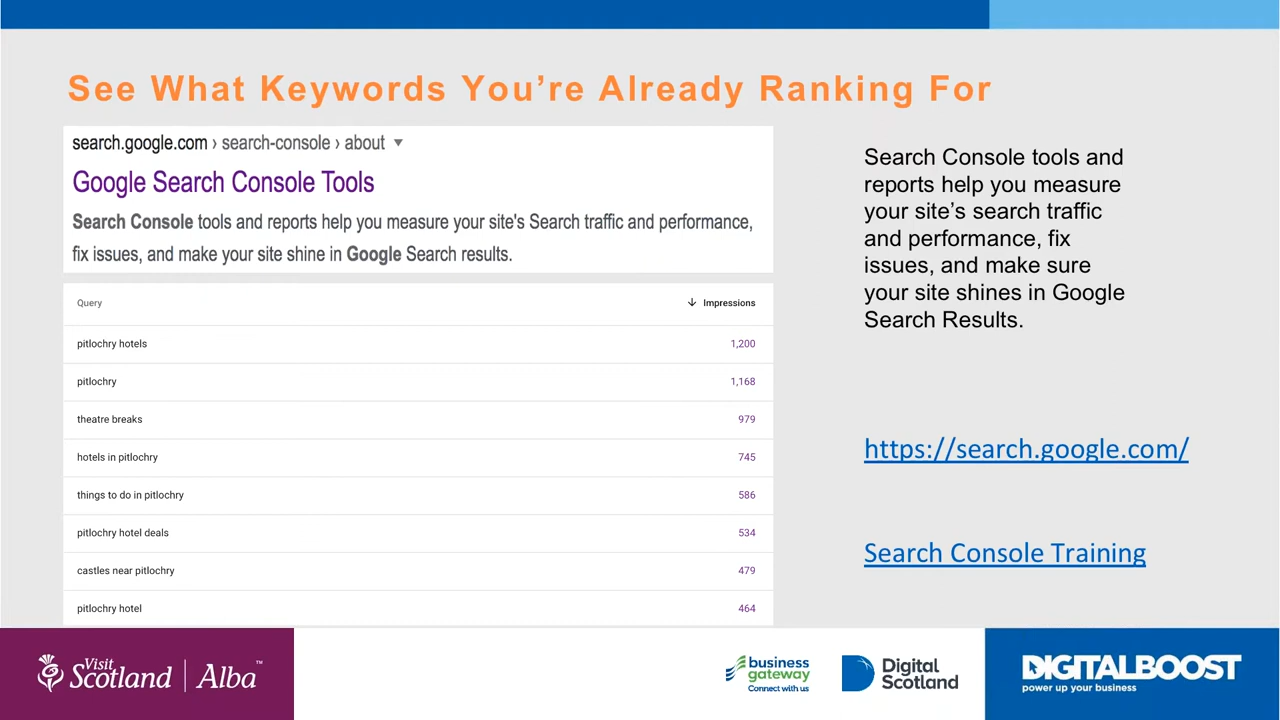 See What Keywords You’re Already Ranking For
search.google.com › search-console › about
Google Search Console Tools
Search Console tools and reports help you measure your site's Search traffic and performance,
fix issues, and make your site shine in Google Search results.
Query Impressions
pitlochry hotels 1,200
pitlochry 1,168
theatre breaks 979
hotels in pitlochry 745
things to do in pitlochry 586
pitlochry hotel deals 534
castles near pitlochry 479
pitlochry hotel 464
Search Console tools and
reports help you measure
your site’s search traffic
and performance, fix
issues, and make sure
your site shines in Google
Search Results.
https://search.google.com/
Search Console Training
Visit
Scotland | Alba™
business
gateway
Connect with us
Digital
Scotland
DIGITALBOOST
power up your business